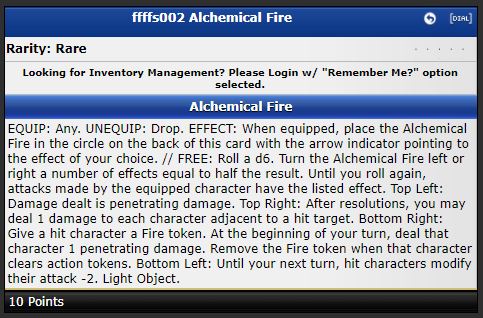 ffffs002 Alchemical Fire
[DIAL]
Rarity: Rare
Looking for Inventory Management? Please Login w/ "Remember Me?" option
selected.
Alchemical Fire
EQUIP: Any. UNEQUIP: Drop. EFFECT: When equipped, place the Alchemical
Fire in the circle on the back of this card with the arrow indicator pointing
to the effect of your choice. // FREE: Roll a d6. Turn the Alchemical Fire left or
right a number of effects equal to half the result. Until you roll again,
attacks made by the equipped character have the listed effect. Top Left:
Damage dealt is penetrating damage. Top Right: After resolutions, you may
deal 1 damage to each character adjacent to a hit target. Bottom Right:
Give a hit character a Fire token. At the beginning of your turn, deal that
character 1 penetrating damage. Remove the Fire token when that character
clears action tokens. Bottom Left: Until your next turn, hit characters modify
their attack -2. Light Object.
10 Points